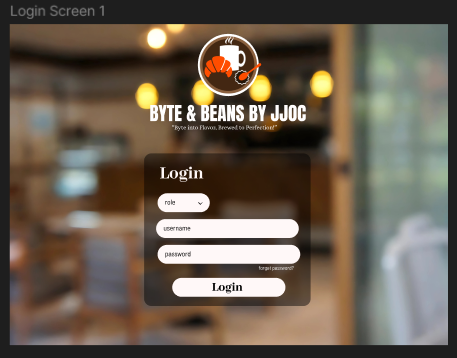 Login Screen 1
BYTE & BEANS BY JJOC
"Byte into Flavor, Brewed to Perfection!"
Login
role
username
password
forget password?
Login